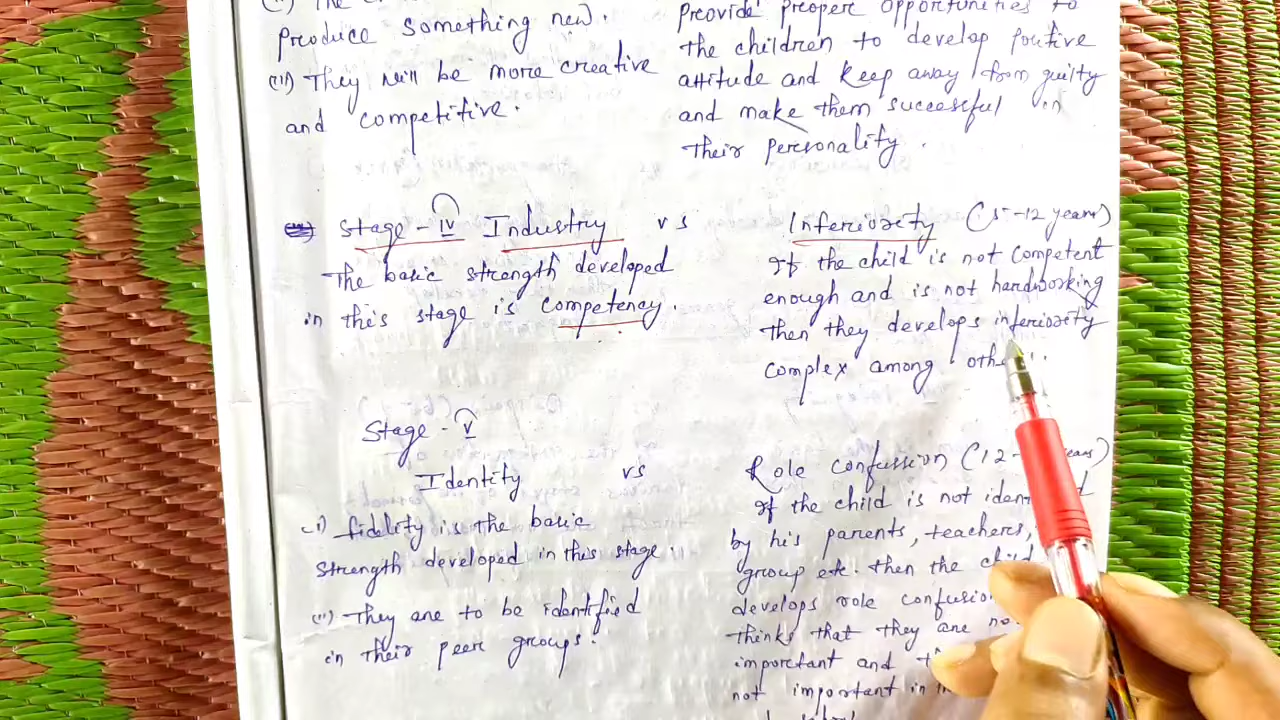 produce something new.
(ii) They will be more creative
and competitive.
provide proper opportunities to
the children to develop positive
attitude and keep away from guilty
and make them successful in
their personality.
Stage - IV Industry vs Inferiority (5-12 years)
The basic strength developed
in this stage is competency.
If the child is not competent
enough and is not hardworking
then they develops inferiority
complex among
Stage - V
Identity vs Role Confussion (12-
(i) fidelity is the basic
strength developed in this stage.
(ii) They are to be identified
in their peer groups.
If the child is not
by his parents, teachers,
group etc. then the child
develops role
thinks that they are
important and
not important in